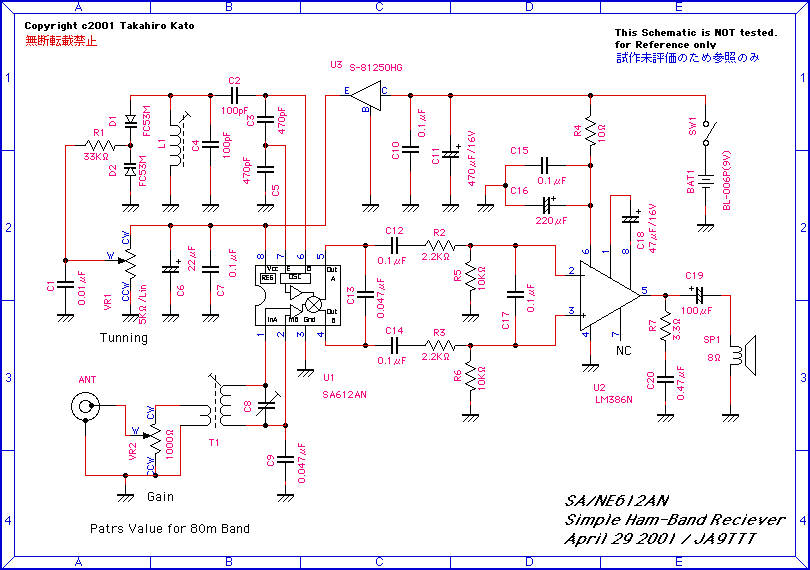 A B C D E
Copyright c2001 Takahiro Kato
無断転載禁止
This Schematic is NOT tested.
for Reference only
試作未評価のため参照のみ
1 1
U3 S-81250HG
E C
B
C2
100pF
D1
FC53M
L1
C4
100pF
C3
470pF
R1
33KΩ
D2
FC53M
470pF
C5
C10
0.1μF
C11
470μF/16V
R4
10Ω
SW1
C15
0.1μF
C16
220μF
BAT1
BL-006P(9V)
2 2
C1
0.01μF
W
CW
CCW
VR1
5KΩ/Lin
Tunning
22μF
C6
0.1μF
C7
8 7 6 5
Vcc E B Out
REG OSC A
Out
B
InA InB Gnd
1 2 3 4
U1
SA612AN
C13
0.047μF
C12
0.1μF
R2
2.2KΩ
R5
10KΩ
C14
0.1μF
R3
2.2KΩ
R6
10KΩ
C17
0.1μF
C18
47μF/16V
6 1 8
2
3
5
4 7
NC
U2
LM386N
C19
100μF
R7
3.3Ω
SP1
8Ω
C20
0.47μF
3 3
ANT
W
CW
CCW
VR2
1000Ω
Gain
T1
C8
C9
0.047μF
4 4
Patrs Value for 80m Band
SA/NE612AN
Simple Ham-Band Reciever
April 29 2001 / JA9TTT
A B C D E